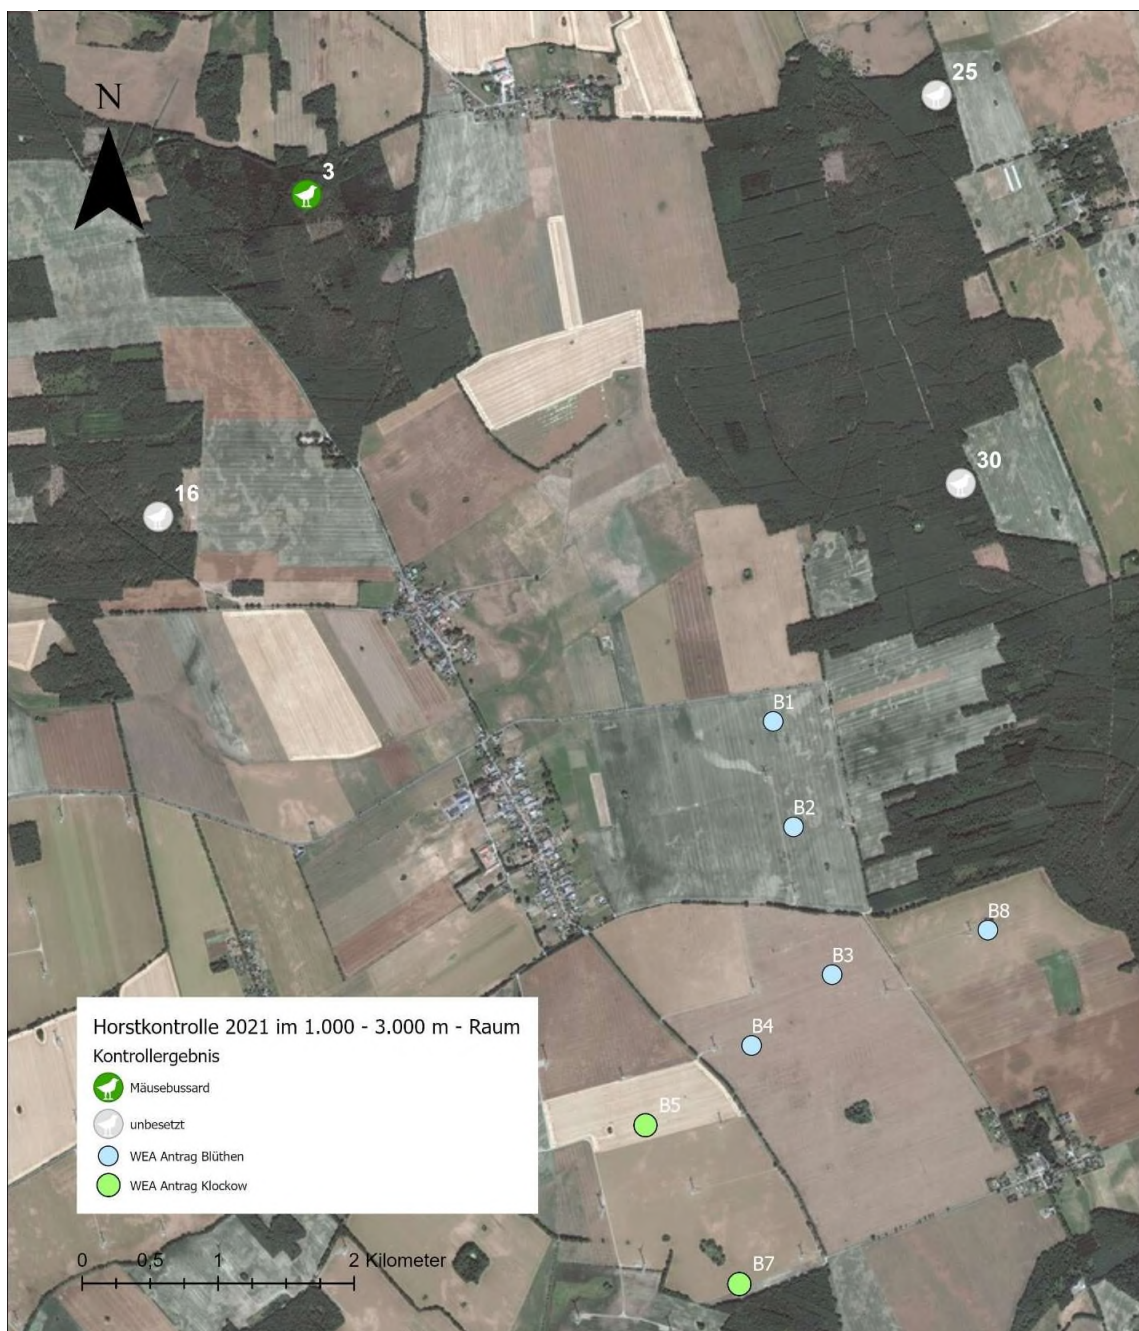 25
N
3
30
16
B1
B2
B8
B3
B4
B5
B7
Horstkontrolle 2021 im 1.000 - 3.000 m - Raum
Kontrollergebnis
Mäusebussard
unbesetzt
WEA Antrag Blüthen
WEA Antrag Klockow
0 0,5 1 2 Kilometer